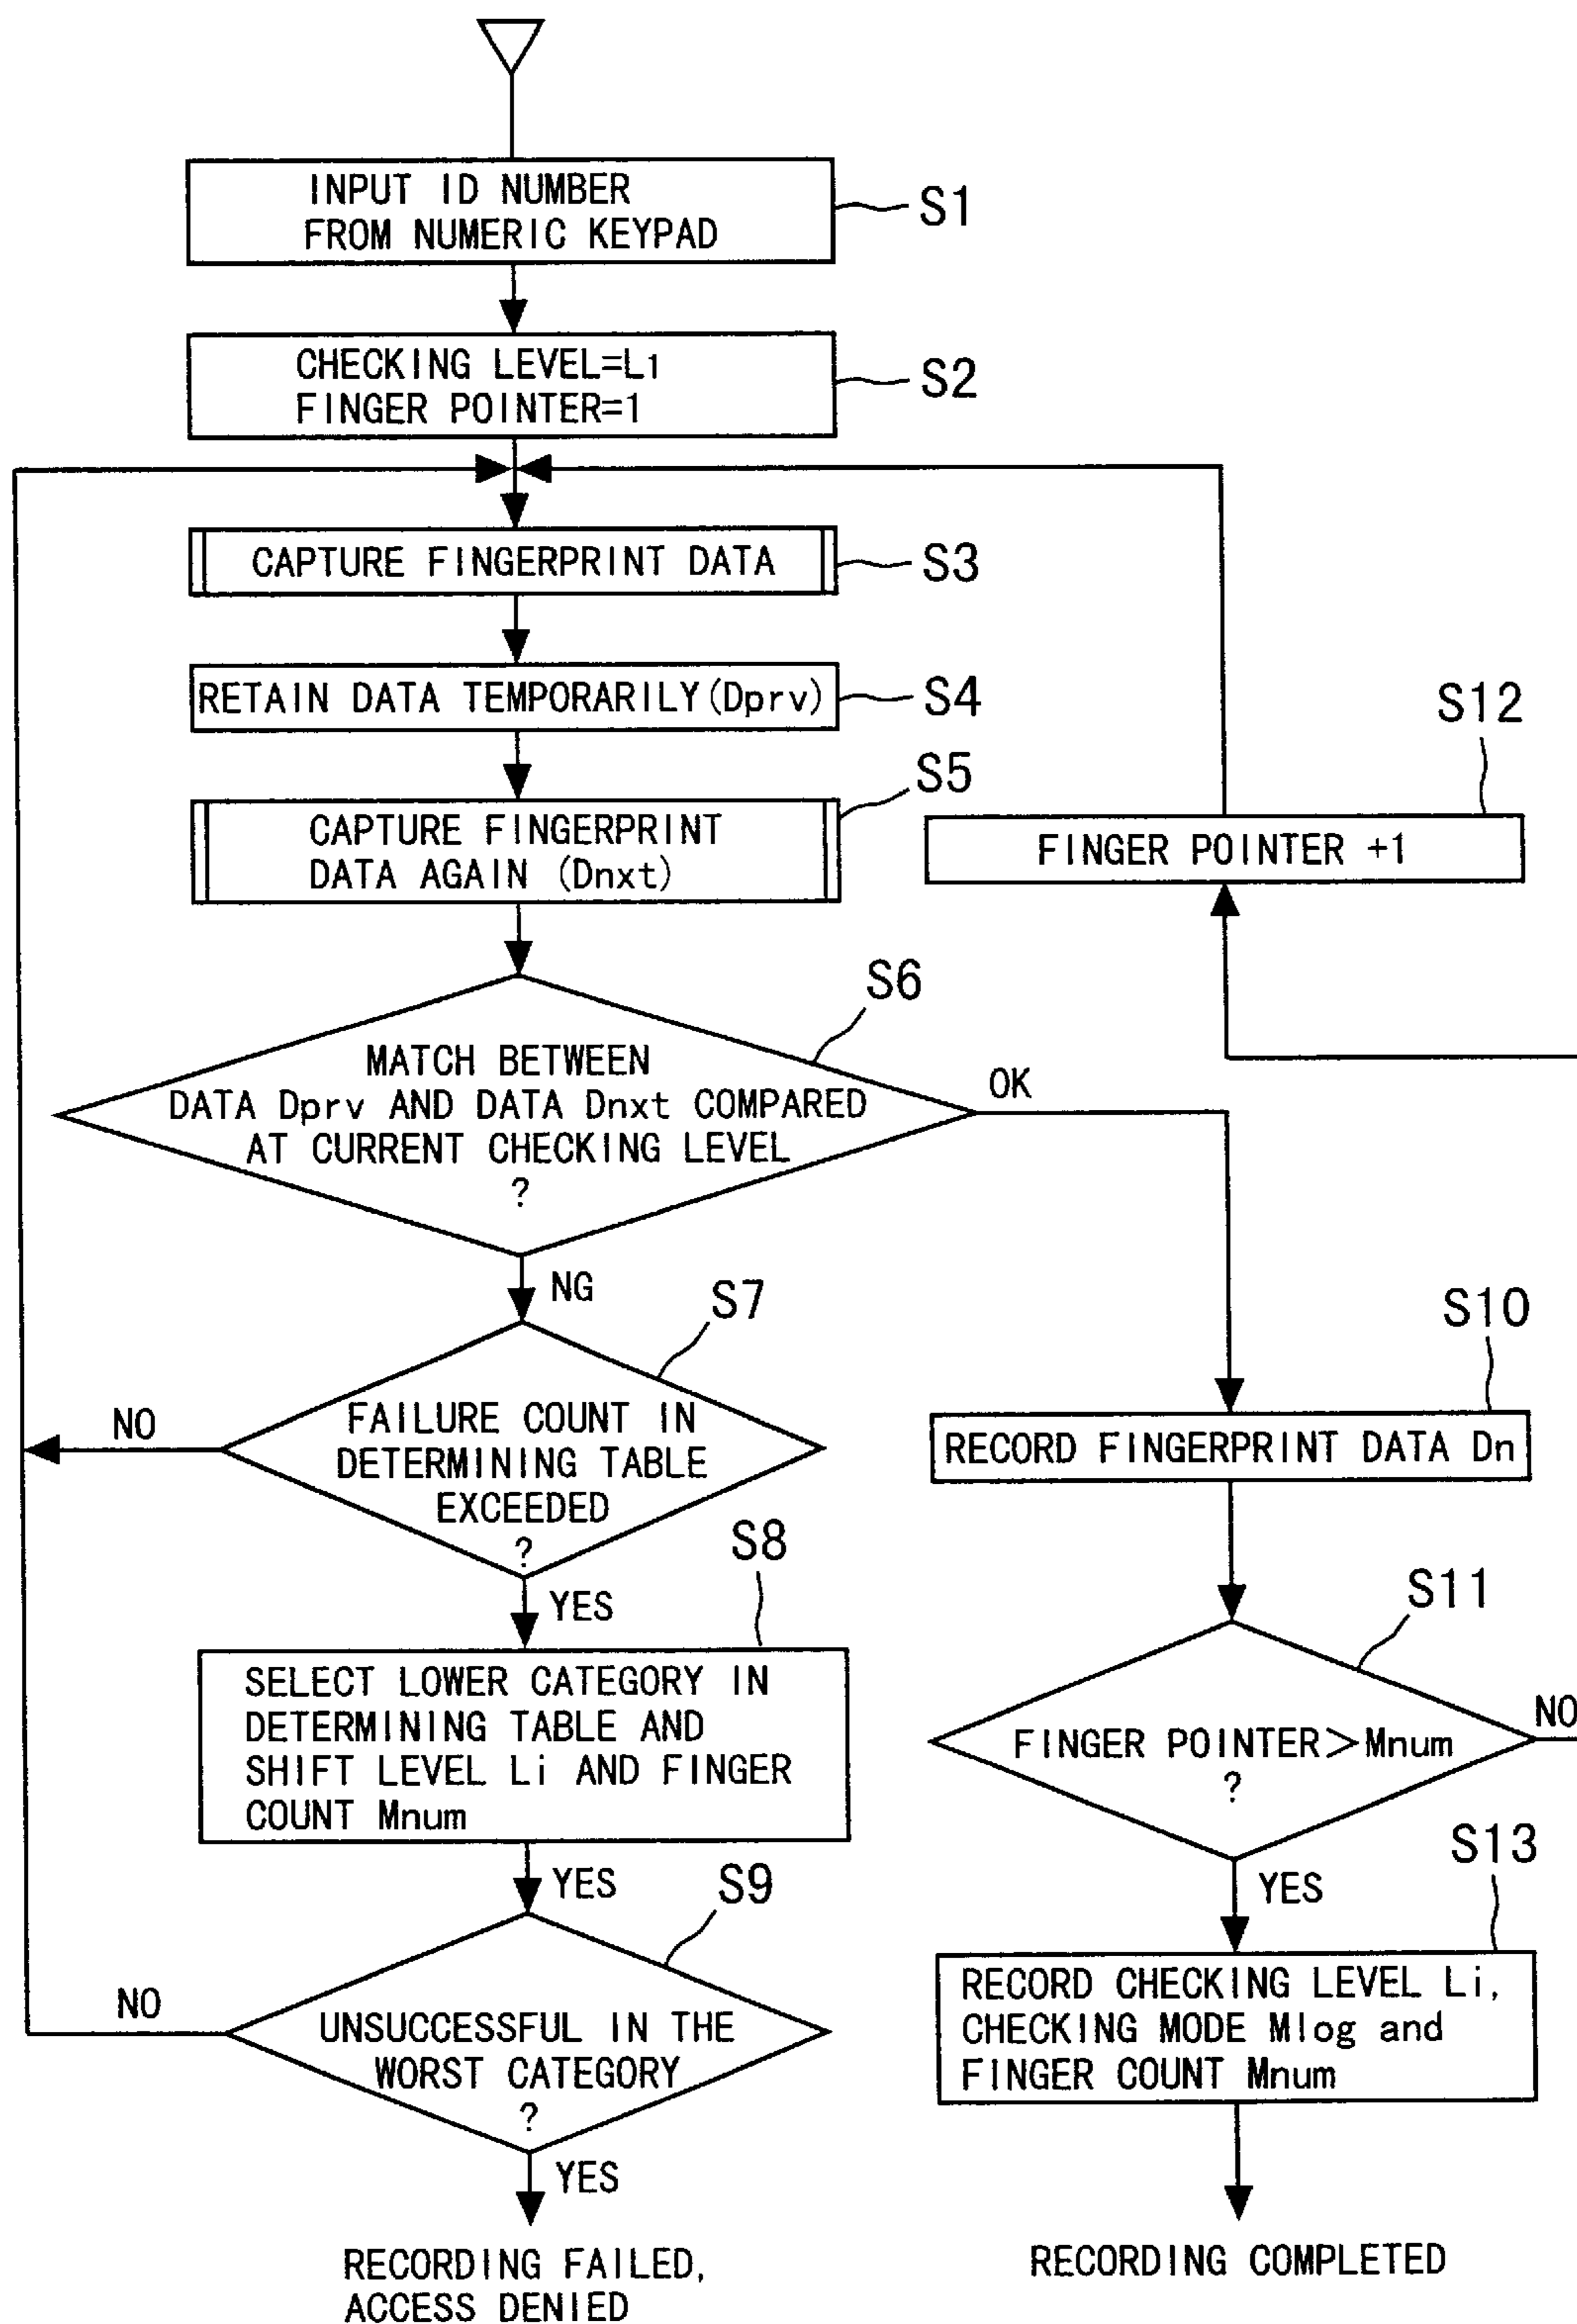 INPUT ID NUMBER
FROM NUMERIC KEYPAD
S1
CHECKING LEVEL=L1
FINGER POINTER=1
S2
CAPTURE FINGERPRINT DATA
S3
RETAIN DATA TEMPORARILY(Dprv)
S4
S12
S5
CAPTURE FINGERPRINT
DATA AGAIN (Dnxt)
FINGER POINTER +1
S6
MATCH BETWEEN
DATA Dprv AND DATA Dnxt COMPARED
AT CURRENT CHECKING LEVEL
?
OK
NG
S7
S10
FAILURE COUNT IN
DETERMINING TABLE
EXCEEDED
?
NO
RECORD FINGERPRINT DATA Dn
S8
YES
S11
SELECT LOWER CATEGORY IN
DETERMINING TABLE AND
SHIFT LEVEL Li AND FINGER
COUNT Mnum
FINGER POINTER>Mnum
?
NO
YES
S9
YES
S13
UNSUCCESSFUL IN THE
WORST CATEGORY
?
NO
RECORD CHECKING LEVEL Li,
CHECKING MODE Mlog and
FINGER COUNT Mnum
YES
RECORDING FAILED,
ACCESS DENIED
RECORDING COMPLETED